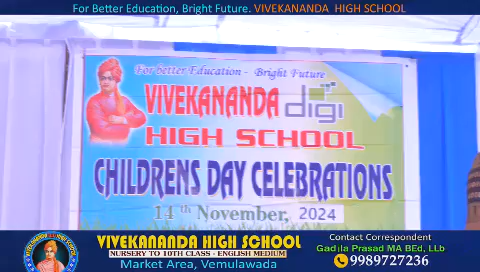 For Better Education, Bright Future. VIVEKANANDA HIGH SCHOOL
For better Education - Bright Future
VIVEKANANDA digi
HIGH SCHOOL
CHILDRENS DAY CELEBRATIONS
14 th November, 2024
VIVEKANANDA HIGH SCHOOL
NURSERY TO 10TH CLASS - ENGLISH MEDIUM
Market Area, Vemulawada
Contact Correspondent
Gadila Prasad MA BEd, LLb
9989727236